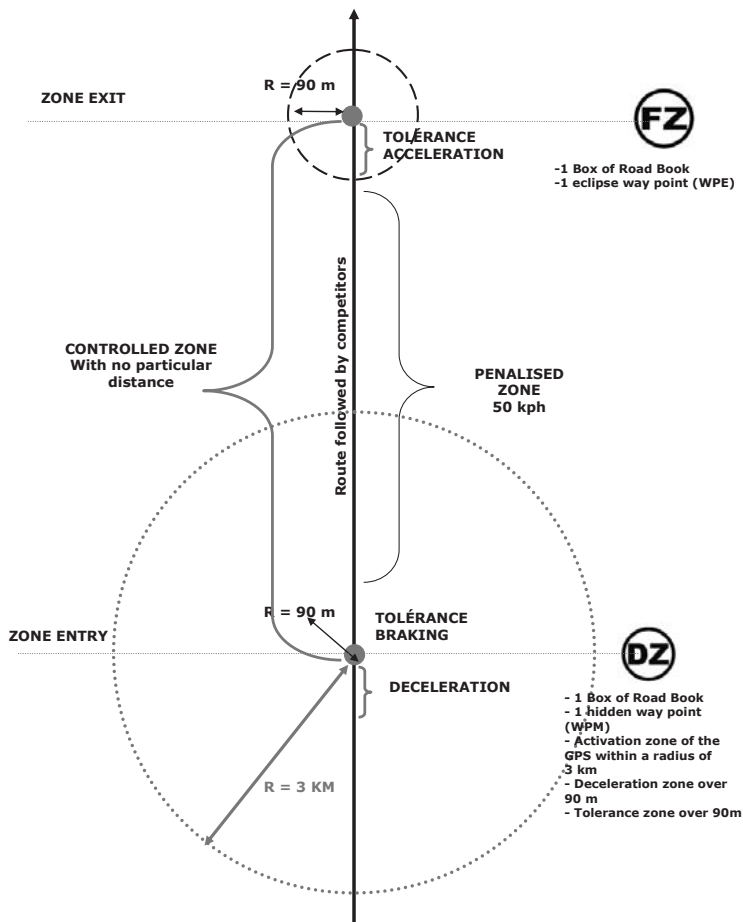 R = 90 m
ZONE EXIT
FZ
TOLÉRANCE
ACCELERATION
-1 Box of Road Book
-1 eclipse way point (WPE)
Route followed by competitors
CONTROLLED ZONE
With no particular
distance
PENALISED
ZONE
50 kph
R = 90 m
TOLÉRANCE
BRAKING
ZONE ENTRY
DZ
DECELERATION
- 1 Box of Road Book
- 1 hidden way point
(WPM)
- Activation zone of the
GPS within a radius of
3 km
- Deceleration zone over
90 m
- Tolerance zone over 90m
R = 3 KM